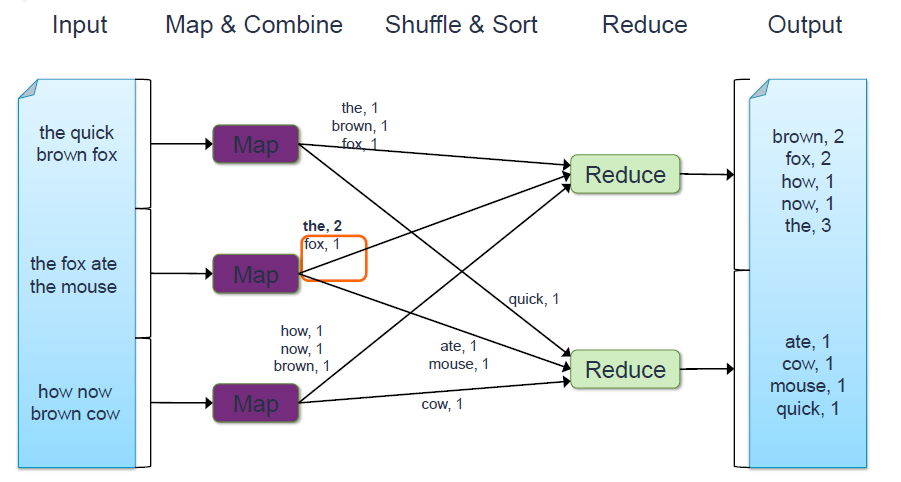 Input
Map & Combine
Shuffle & Sort
Reduce
Output
the quick
brown fox
the fox ate
the mouse
how now
brown cow
Map
Map
Map
the, 1
brown, 1
fox, 1
the, 2
fox, 1
how, 1
now, 1
brown, 1
quick, 1
ate, 1
mouse, 1
cow, 1
Reduce
Reduce
brown, 2
fox, 2
how, 1
now, 1
the, 3
ate, 1
cow, 1
mouse, 1
quick, 1